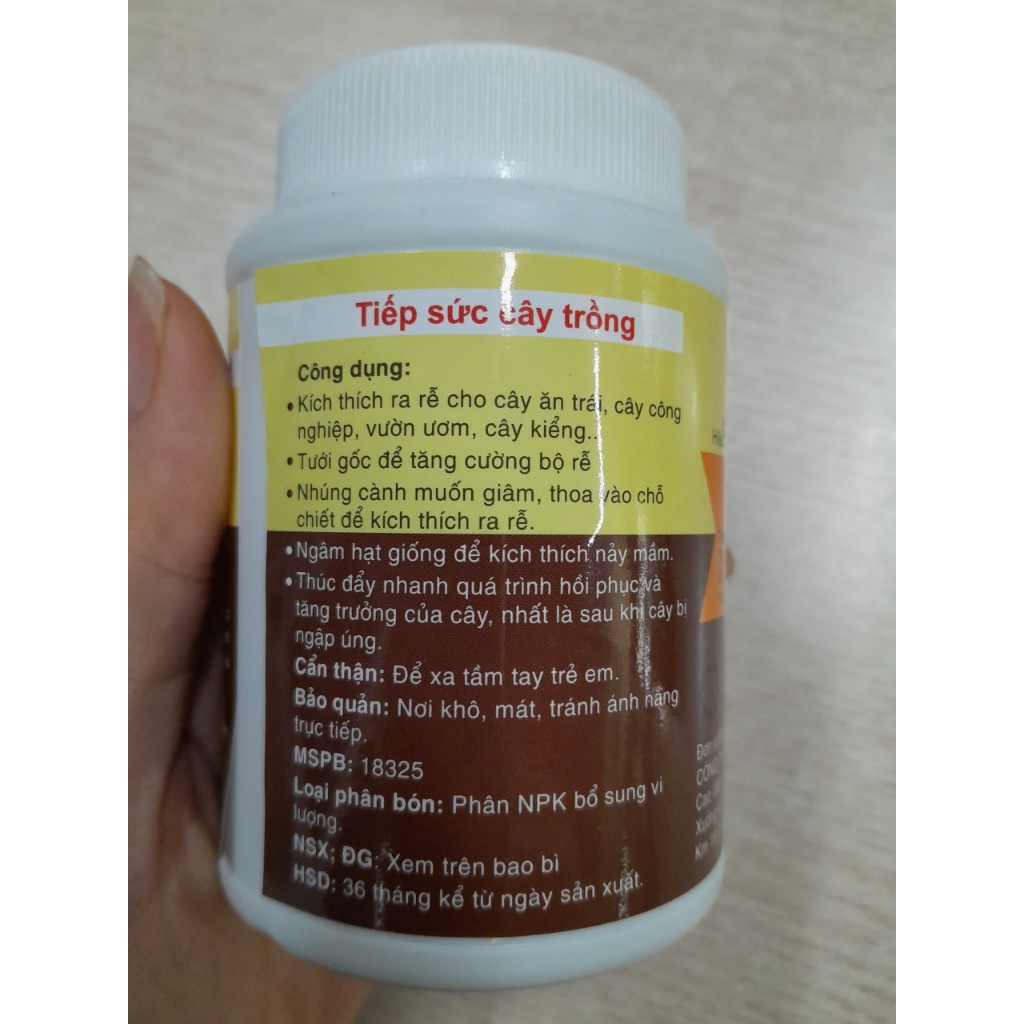 Tiếp sức cây trồng
Công dụng:
• Kích thích ra rễ cho cây ăn trái, cây công
nghiệp, vườn ươm, cây kiểng..
• Tưới gốc để tăng cường bộ rễ
• Nhúng cành muốn giâm, thoa vào chỗ
chiết để kích thích ra rễ.
• Ngâm hạt giống để kích thích nảy mầm.
• Thúc đẩy nhanh quá trình hồi phục và
tăng trưởng của cây, nhất là sau khi cây bị
ngập úng.
Cẩn thận: Để xa tầm tay trẻ em.
Bảo quản: Nơi khô, mát, tránh ánh nắng
trực tiếp.
MSPB: 18325
Loại phân bón: Phân NPK bổ sung vi
lượng.
NSX; ĐG: Xem trên bao bì
HSD: 36 tháng kể từ ngày sản xuất.